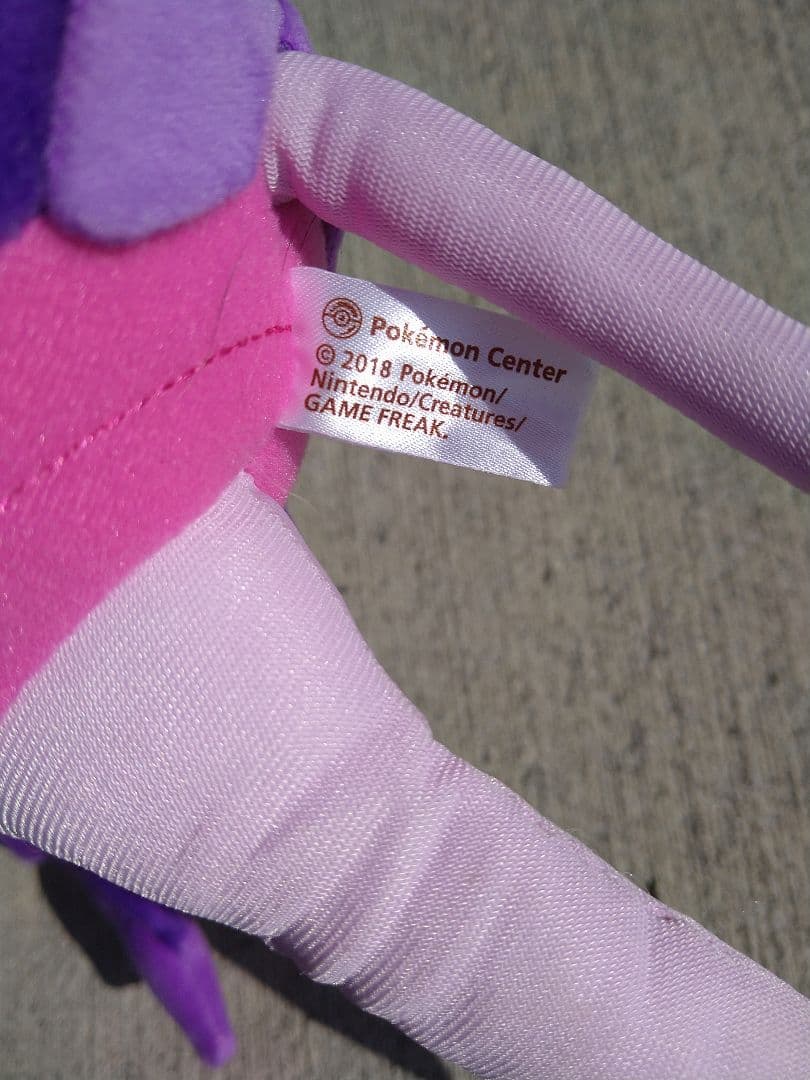 Pokémon Center
© 2018 Pokémon/
Nintendo/Creatures/
GAME FREAK.